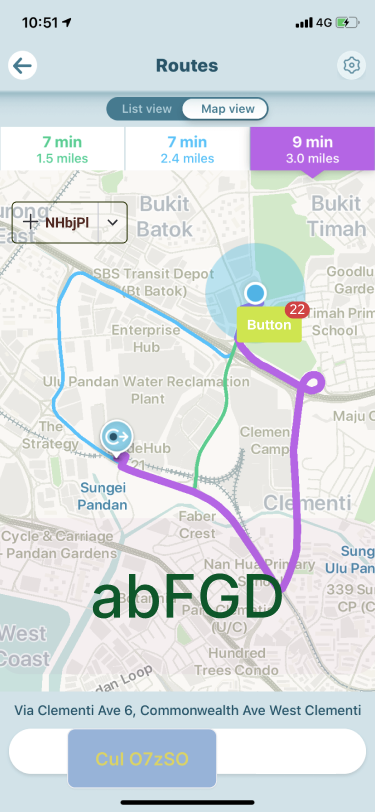 10:51
4G
Routes
List view
Map view
7 min
1.5 miles
7 min
2.4 miles
9 min
3.0 miles
Bukit
Batok
Bukit
Timah
East
+ NHbjPl
SBS Transit Depot
(Bt Batok)
Goodlu
Garde
22
Button
imah Prim
School
Enterprise
Hub
Ulu Pandan Water Reclamation
Plant
Maju C
The
Strategy
deHub
21
Clemen
Camp
Sungei
Pandan
Clementi
Faber
Crest
Cycle & Carriage
- Pandan Gardens
Sung
Ulu Pan
Nan Hua Primary
abFGD
339 Su
CP (C
(U/C)
West
Coast
Hundred
Trees Condo
dan Loop
Via Clementi Ave 6, Commonwealth Ave West Clementi
Cul O7zSO